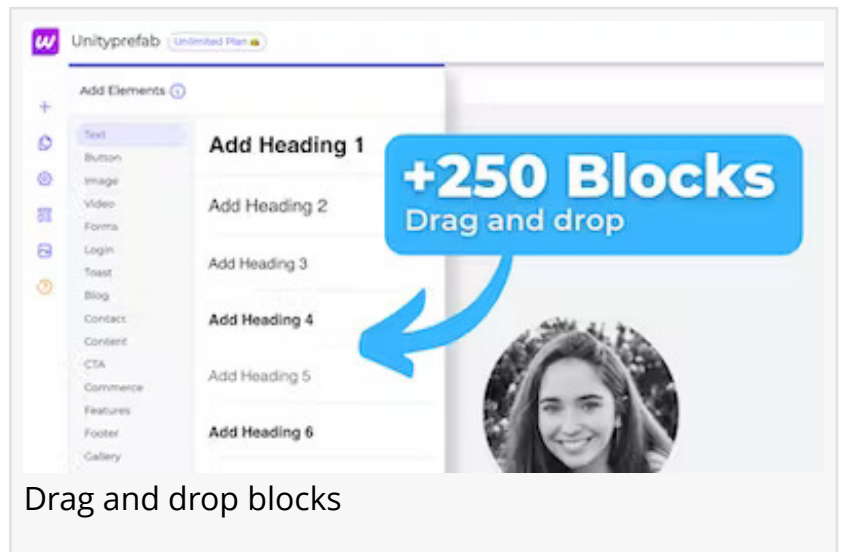 W
Unityprefab
Unlimited Plan
Add Elements
Text
Button
Image
Video
Forms
Login
Toast
Blog
Contact
Content
CTA
Commerce
Features
Footer
Gallery
Add Heading 1
Add Heading 2
Add Heading 3
Add Heading 4
Add Heading 5
Add Heading 6
+250 Blocks
Drag and drop
Drag and drop blocks